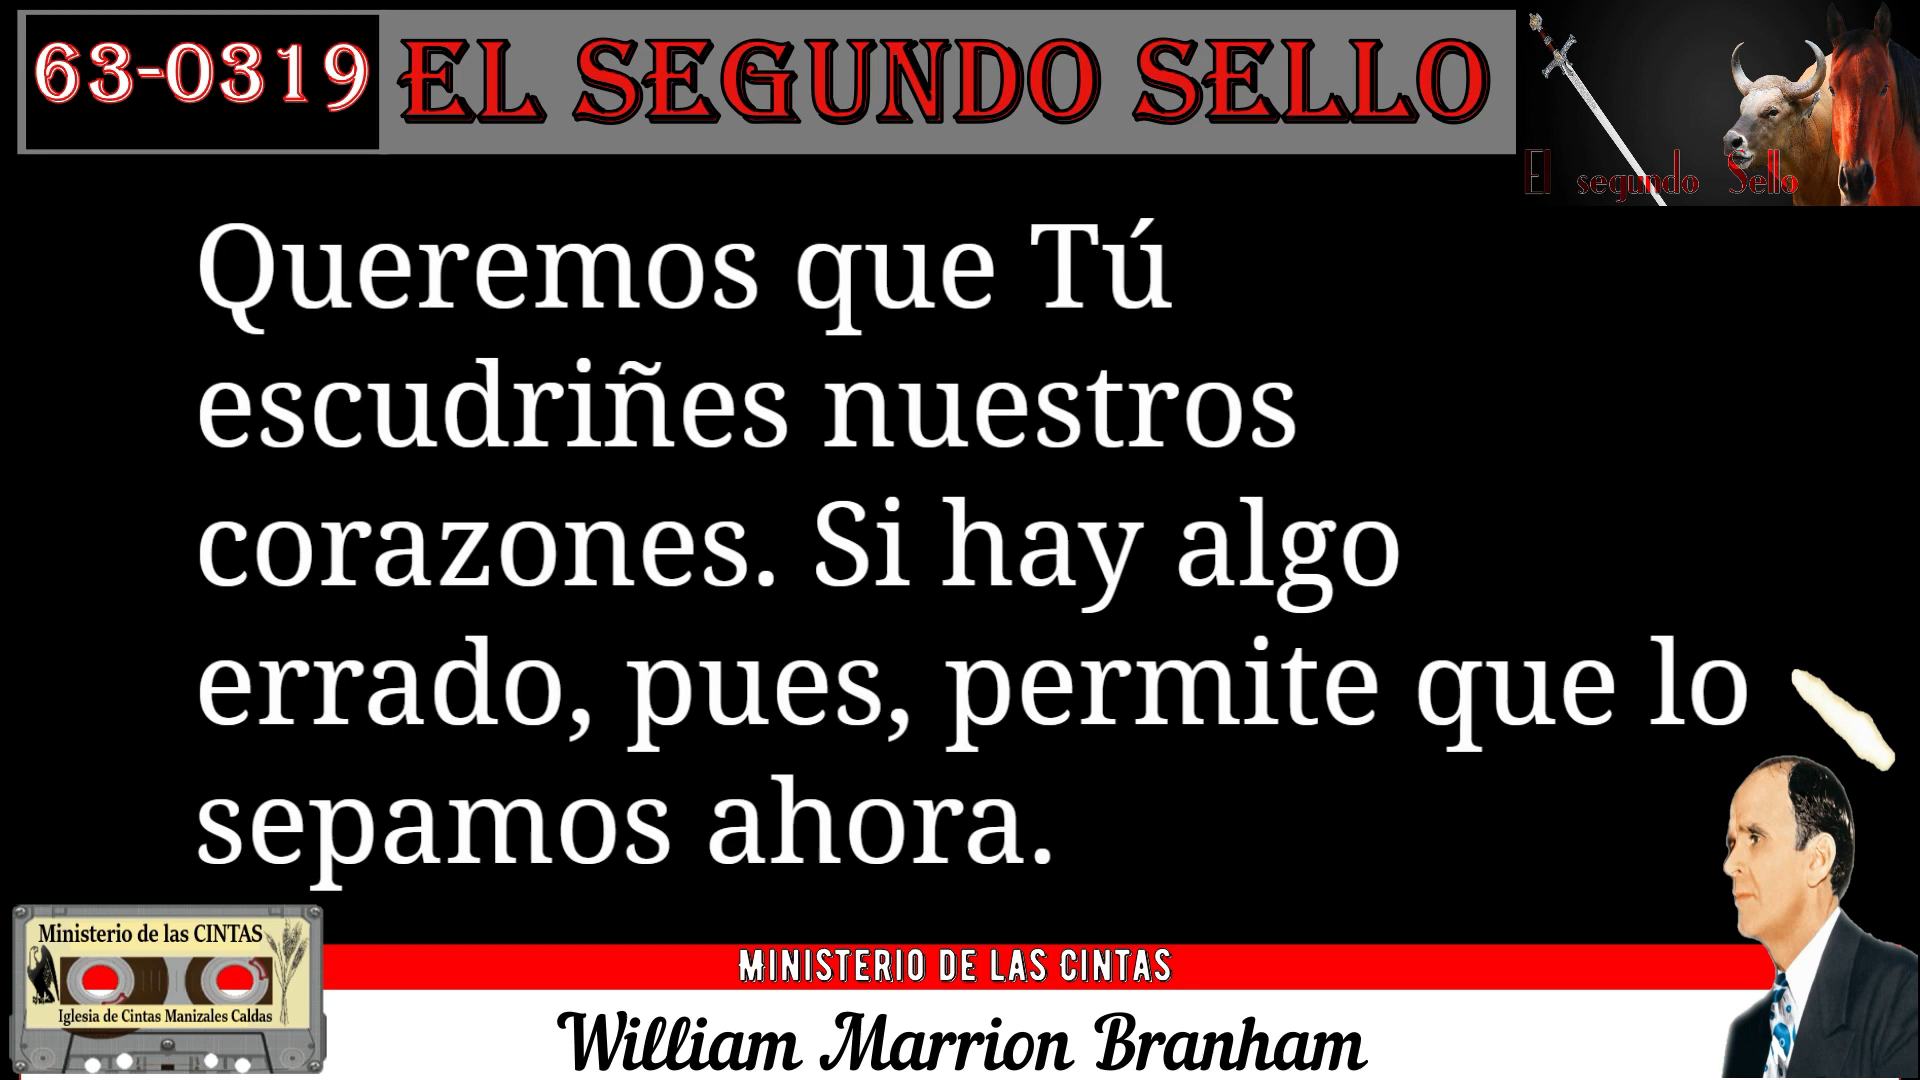 63-0319
EL SEGUNDO SELLO
El segundo Sello
Queremos que Tú
escudriñes nuestros
corazones. Si hay algo
errado, pues, permite que lo
sepamos ahora.
Ministerio de las CINTAS
Iglesia de Cintas Manizales Caldas
MINISTERIO DE LAS CINTAS
William Marrion Branham